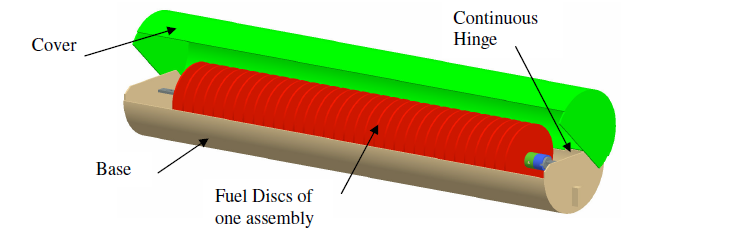 Continuous
Hinge
Cover
Base
Fuel Discs of
one assembly